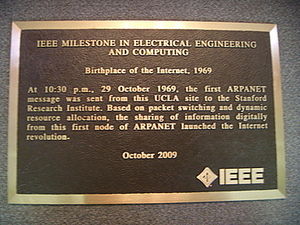 IEEE MILESTONE IN ELECTRICAL ENGINEERING
AND COMPUTING
Birthplace of the Internet, 1969
At 10:30 p.m., 29 October 1969, the first ARPANET
message was sent from this UCLA site to the Stanford
Research Institute. Based on packet switching and dynamic
resource allocation, the sharing of information digitally
from this first node of ARPANET launched the Internet
revolution.
October 2009
IEEE